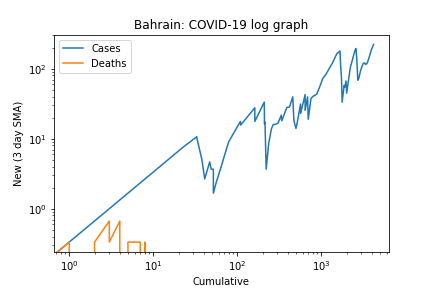 Bahrain: COVID-19 log graph
Cases
Deaths
New (3 day SMA)
10²
10¹
10⁰
10⁰ 10¹ 10² 10³
Cumulative